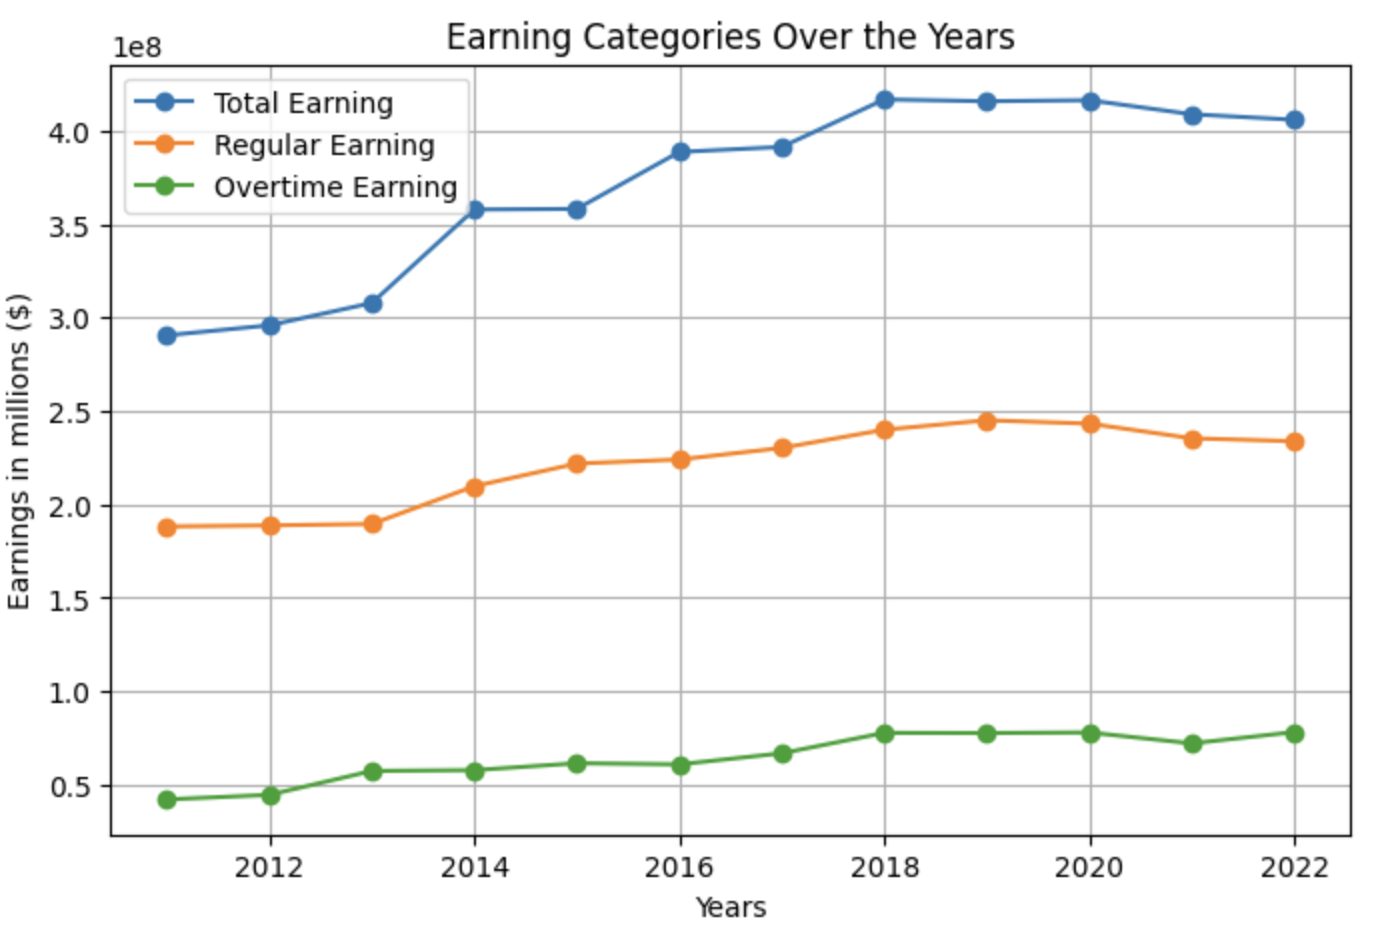 Earning Categories Over the Years
1e8
Total Earning
Regular Earning
Overtime Earning
4.0
3.5
3.0
2.5
2.0
1.5
1.0
0.5
Earnings in millions ($)
2012 2014 2016 2018 2020 2022
Years